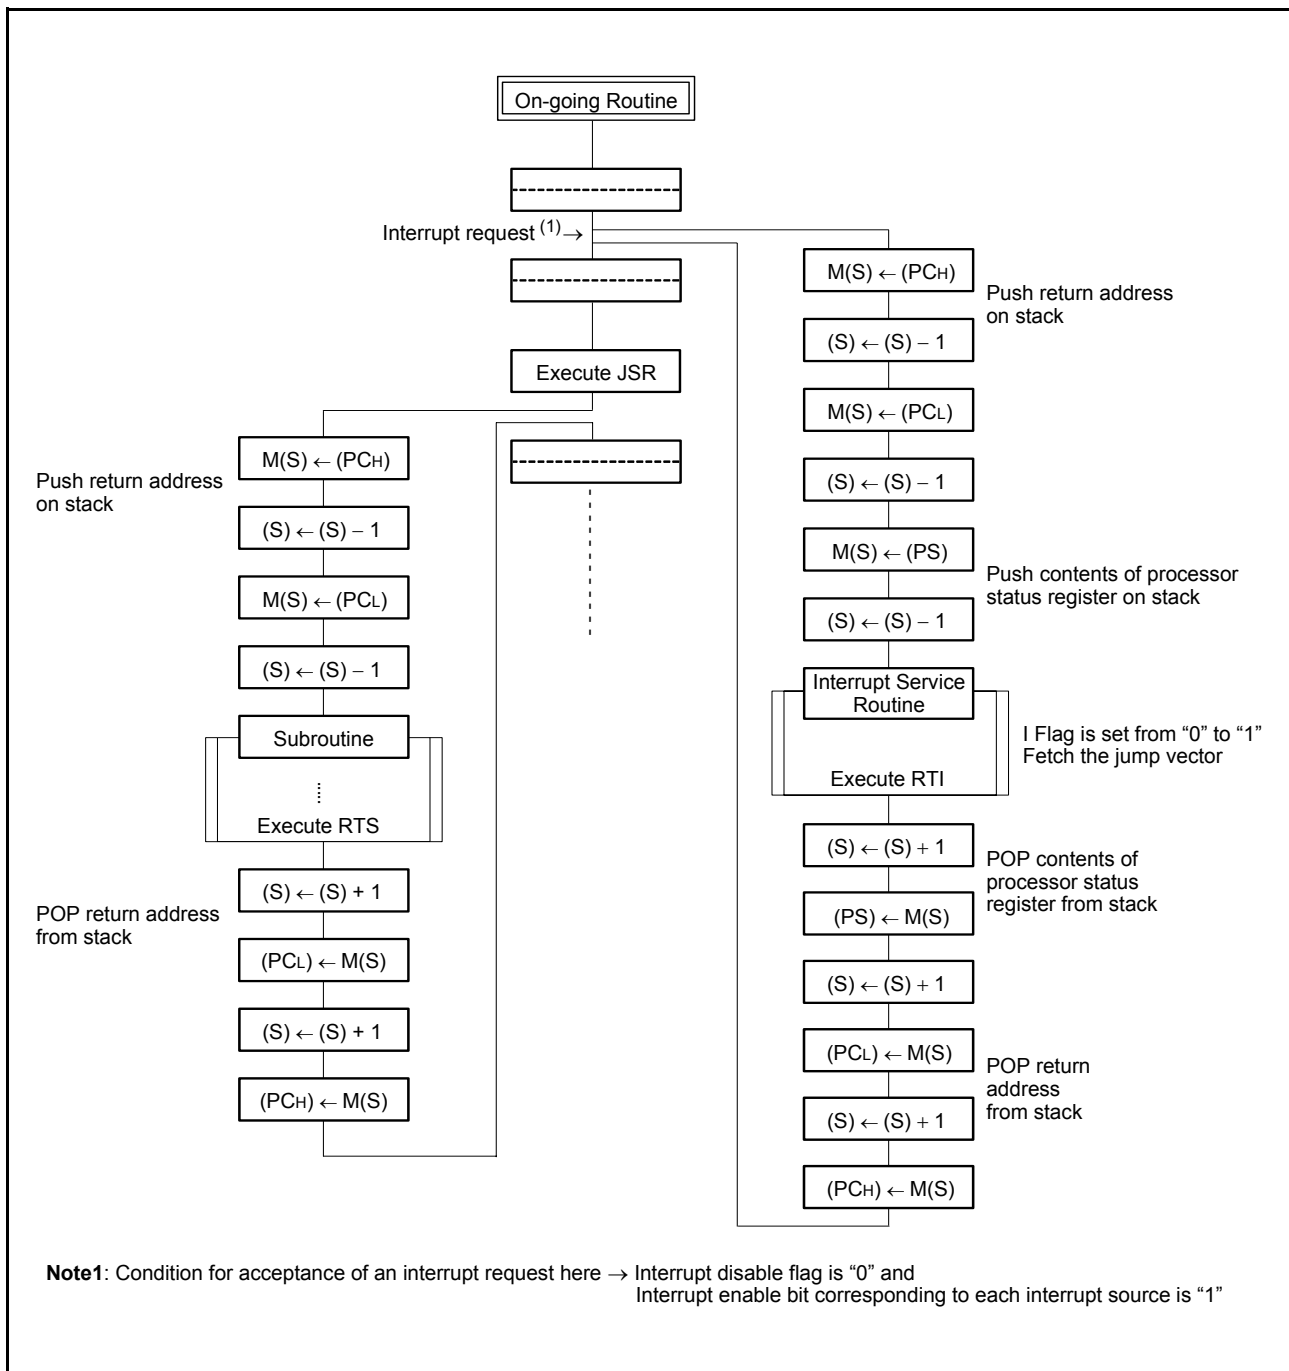 On-going Routine
Interrupt request (1) →
Execute JSR
Push return address
on stack
M(S) ← (PCH)
(S) ← (S) − 1
M(S) ← (PCL)
(S) ← (S) − 1
Subroutine
Execute RTS
POP return address
from stack
(S) ← (S) + 1
(PCL) ← M(S)
(S) ← (S) + 1
(PCH) ← M(S)
M(S) ← (PCH)
Push return address
on stack
(S) ← (S) − 1
M(S) ← (PCL)
(S) ← (S) − 1
M(S) ← (PS)
Push contents of processor
status register on stack
(S) ← (S) − 1
Interrupt Service
Routine
I Flag is set from “0” to “1”
Fetch the jump vector
Execute RTI
(S) ← (S) + 1
POP contents of
processor status
register from stack
(PS) ← M(S)
(S) ← (S) + 1
(PCL) ← M(S)
POP return
address
from stack
(S) ← (S) + 1
(PCH) ← M(S)
Note1: Condition for acceptance of an interrupt request here → Interrupt disable flag is “0” and
Interrupt enable bit corresponding to each interrupt source is “1”